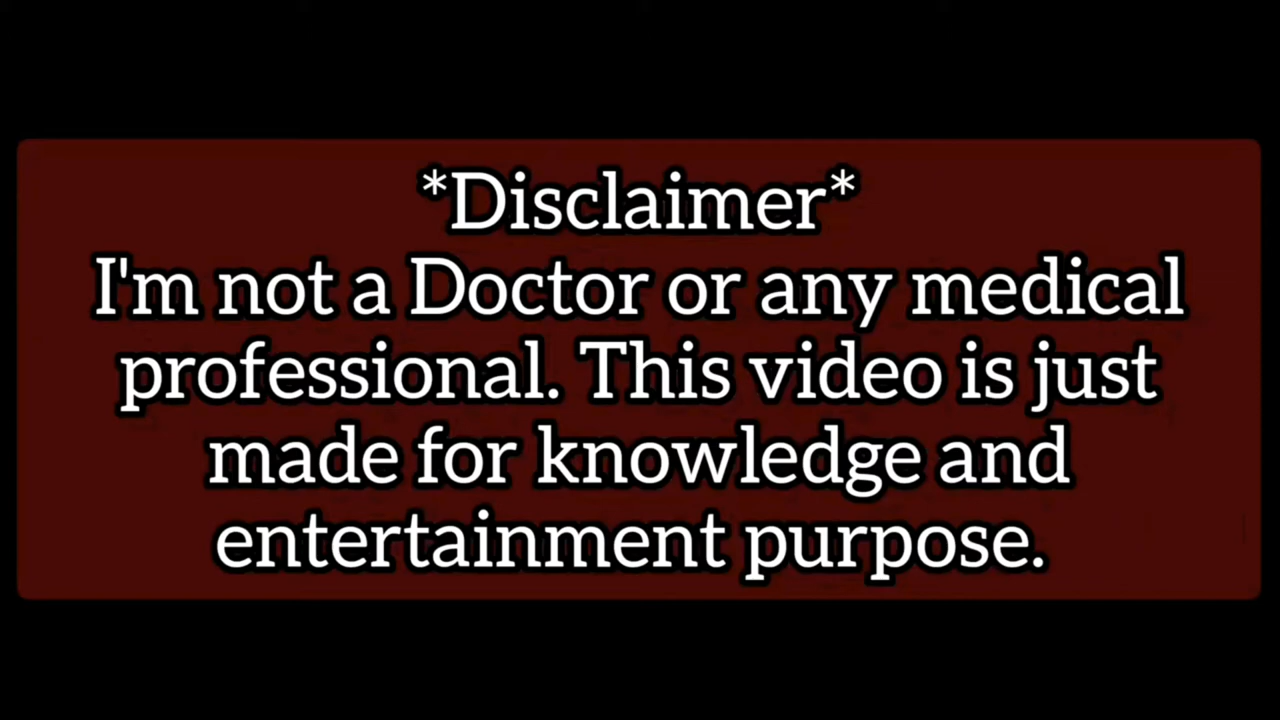 *Disclaimer*
I'm not a Doctor or any medical
professional. This video is just
made for knowledge and
entertainment purpose.